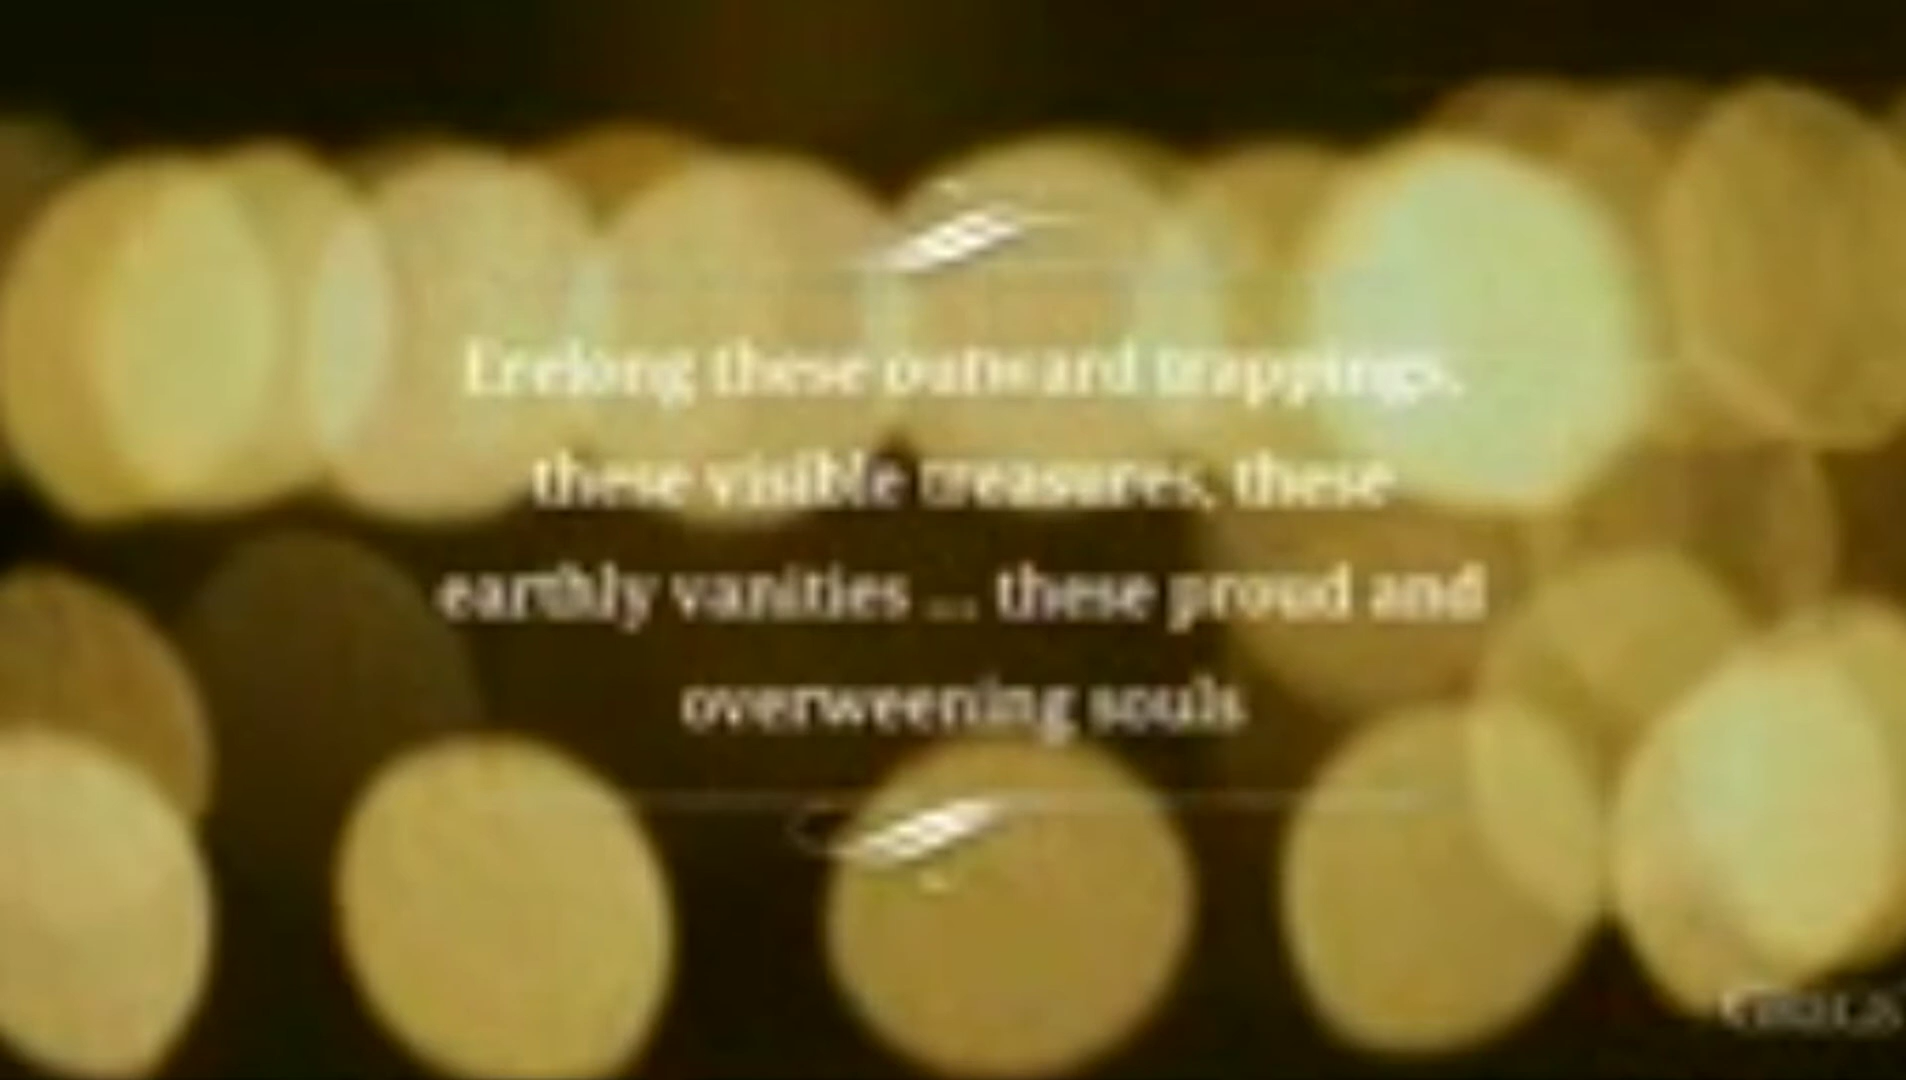 Erelong these outward trappings,
these visible treasures, these
earthly vanities ... these proud and
overweening souls